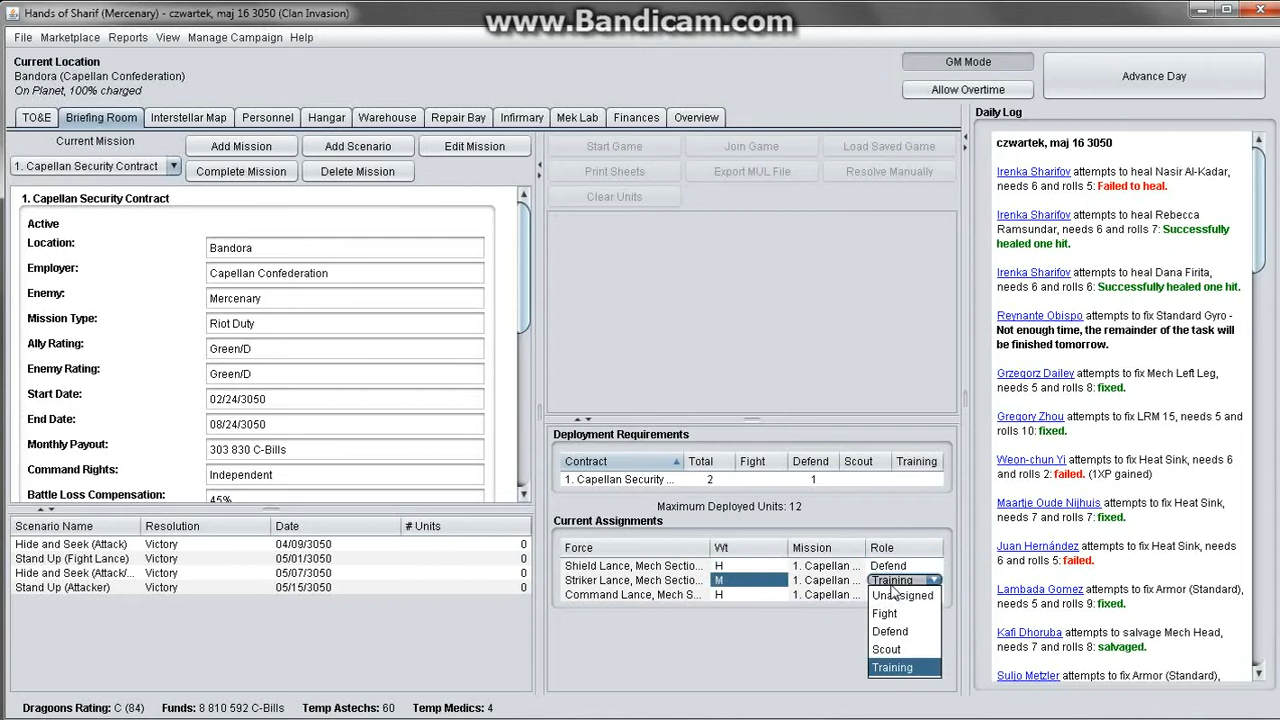 Hands of Sharif (Mercenary) - czwartek, maj 16 3050 (Clan Invasion)
www.Bandicam.com
File Marketplace Reports View Manage Campaign Help
Current Location
Bandora (Capellan Confederation)
On Planet, 100% charged
GM Mode
Allow Overtime
Advance Day
TO&E Briefing Room Interstellar Map Personnel Hangar Warehouse Repair Bay Infirmary Mek Lab Finances Overview
Current Mission
1. Capellan Security Contract
Add Mission Add Scenario Edit Mission
Complete Mission Delete Mission
1. Capellan Security Contract
Active
Location: Bandora
Employer: Capellan Confederation
Enemy: Mercenary
Mission Type: Riot Duty
Ally Rating: Green/D
Enemy Rating: Green/D
Start Date: 02/24/3050
End Date: 08/24/3050
Monthly Payout: 303 830 C-Bills
Command Rights: Independent
Battle Loss Compensation: 45%
Scenario Name Resolution Date # Units
Hide and Seek (Attack) Victory 04/09/3050 0
Stand Up (Fight Lance) Victory 05/01/3050 0
Hide and Seek (Attack/... Victory 05/07/3050 0
Stand Up (Attacker) Victory 05/15/3050 0
Start Game Join Game Load Saved Game
Print Sheets Export MUL File Resolve Manually
Clear Units
Deployment Requirements
Contract Total Fight Defend Scout Training
1. Capellan Security ... 2 1
Maximum Deployed Units: 12
Current Assignments
Force Wt Mission Role
Shield Lance, Mech Sectio... H 1. Capellan ... Defend
Striker Lance, Mech Sectio... M 1. Capellan ... Training
Command Lance, Mech S... H 1. Capellan ...
Unassigned
Fight
Defend
Scout
Training
Daily Log
czwartek, maj 16 3050
Irenka Sharifov attempts to heal Nasir Al-Kadar,
needs 6 and rolls 5: Failed to heal.
Irenka Sharifov attempts to heal Rebecca
Ramsundar, needs 6 and rolls 7: Successfully
healed one hit.
Irenka Sharifov attempts to heal Dana Firita,
needs 6 and rolls 6: Successfully healed one hit.
Reynante Obispo attempts to fix Standard Gyro -
Not enough time, the remainder of the task will
be finished tomorrow.
Grzegorz Dailey attempts to fix Mech Left Leg,
needs 5 and rolls 8: fixed.
Gregory Zhou attempts to fix LRM 15, needs 5 and
rolls 10: fixed.
Weon-chun Yi attempts to fix Heat Sink, needs 6
and rolls 2: failed. (1XP gained)
Maartje Oude Nijhuis attempts to fix Heat Sink,
needs 7 and rolls 7: fixed.
Juan Hernández attempts to fix Heat Sink, needs
6 and rolls 5: failed.
Lambada Gomez attempts to fix Armor (Standard),
needs 5 and rolls 9: fixed.
Kafi Dhoruba attempts to salvage Mech Head,
needs 7 and rolls 8: salvaged.
Suljo Metzler attempts to fix Armor (Standard),
Dragoons Rating: C (84) Funds: 8 810 592 C-Bills Temp Astechs: 60 Temp Medics: 4